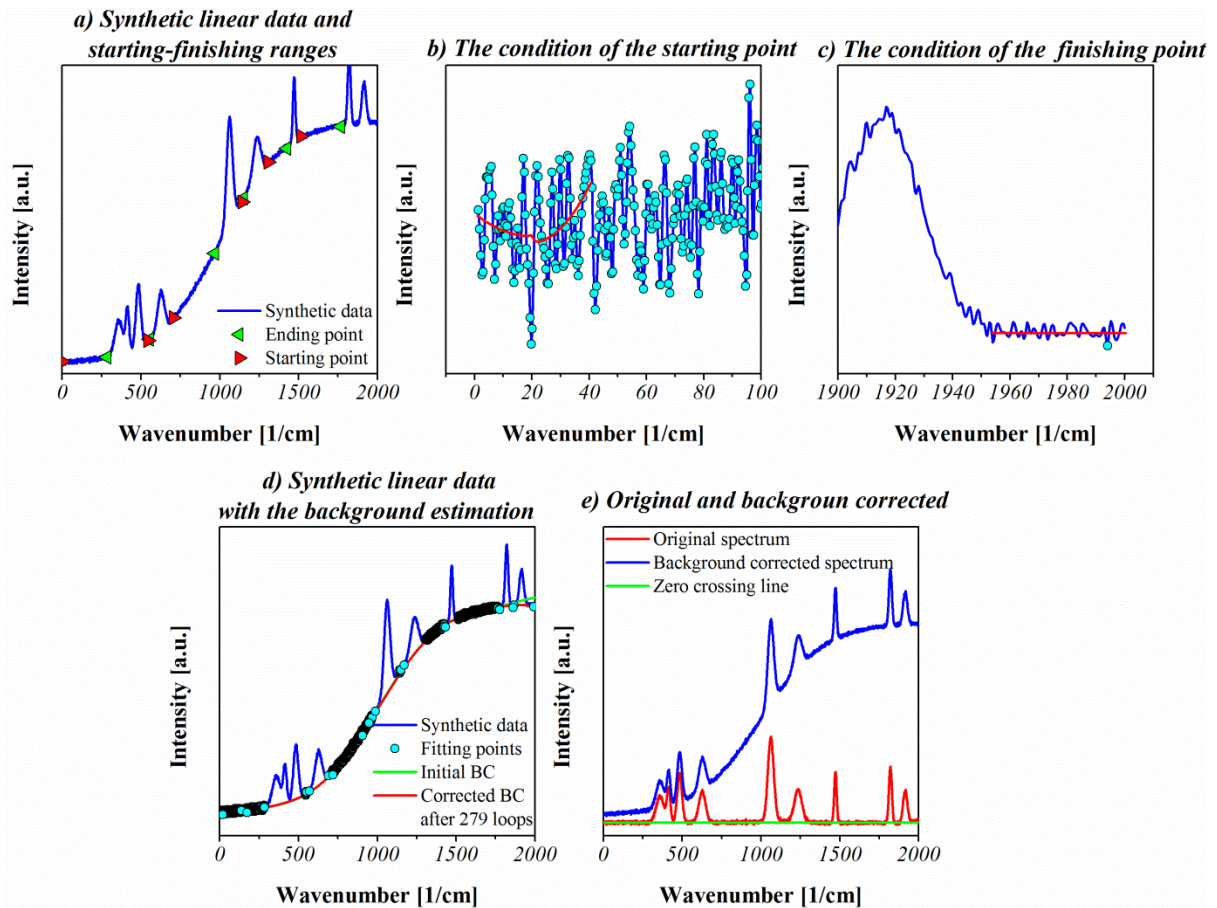 a) Synthetic linear data and
starting-finishing ranges
Intensity [a.u.]
Synthetic data
Ending point
Starting point
0 500 1000 1500 2000
Wavenumber [1/cm]
b) The condition of the starting point
Intensity [a.u.]
0 20 40 60 80 100
Wavenumber [1/cm]
c) The condition of the finishing point
Intensity [a.u.]
1900 1920 1940 1960 1980 2000
Wavenumber [1/cm]
d) Synthetic linear data
with the background estimation
Intensity [a.u.]
Synthetic data
Fitting points
Initial BC
Corrected BC
after 279 loops
0 500 1000 1500 2000
Wavenumber [1/cm]
e) Original and backgroun corrected
Intensity [a.u.]
Original spectrum
Background corrected spectrum
Zero crossing line
0 500 1000 1500 2000
Wavenumber [1/cm]